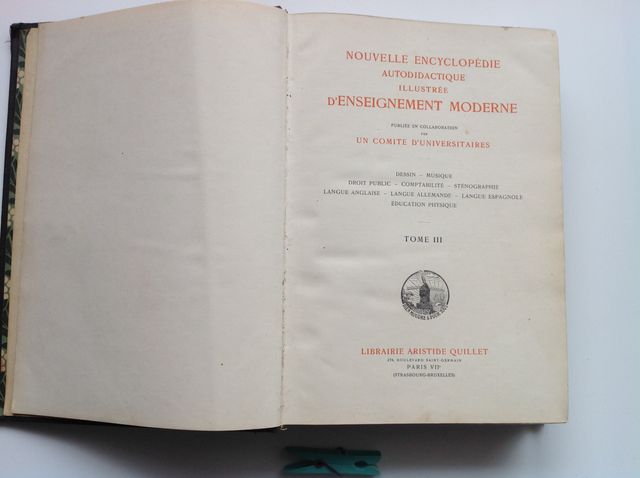 NOUVELLE ENCYCLOPÉDIE
AUTODIDACTIQUE
ILLUSTRÉE
D'ENSEIGNEMENT MODERNE
PUBLIÉE EN COLLABORATION
PAR
UN COMITÉ D'UNIVERSITAIRES
DESSIN – MUSIQUE
DROIT PUBLIC – COMPTABILITÉ – STÉNOGRAPHIE
LANGUE ANGLAISE – LANGUE ALLEMANDE – LANGUE ESPAGNOLE
ÉDUCATION PHYSIQUE
TOME III
LIBRAIRIE ARISTIDE QUILLET
278, BOULEVARD SAINT-GERMAIN
PARIS VIIe
(STRASBOURG-BRUXELLES)